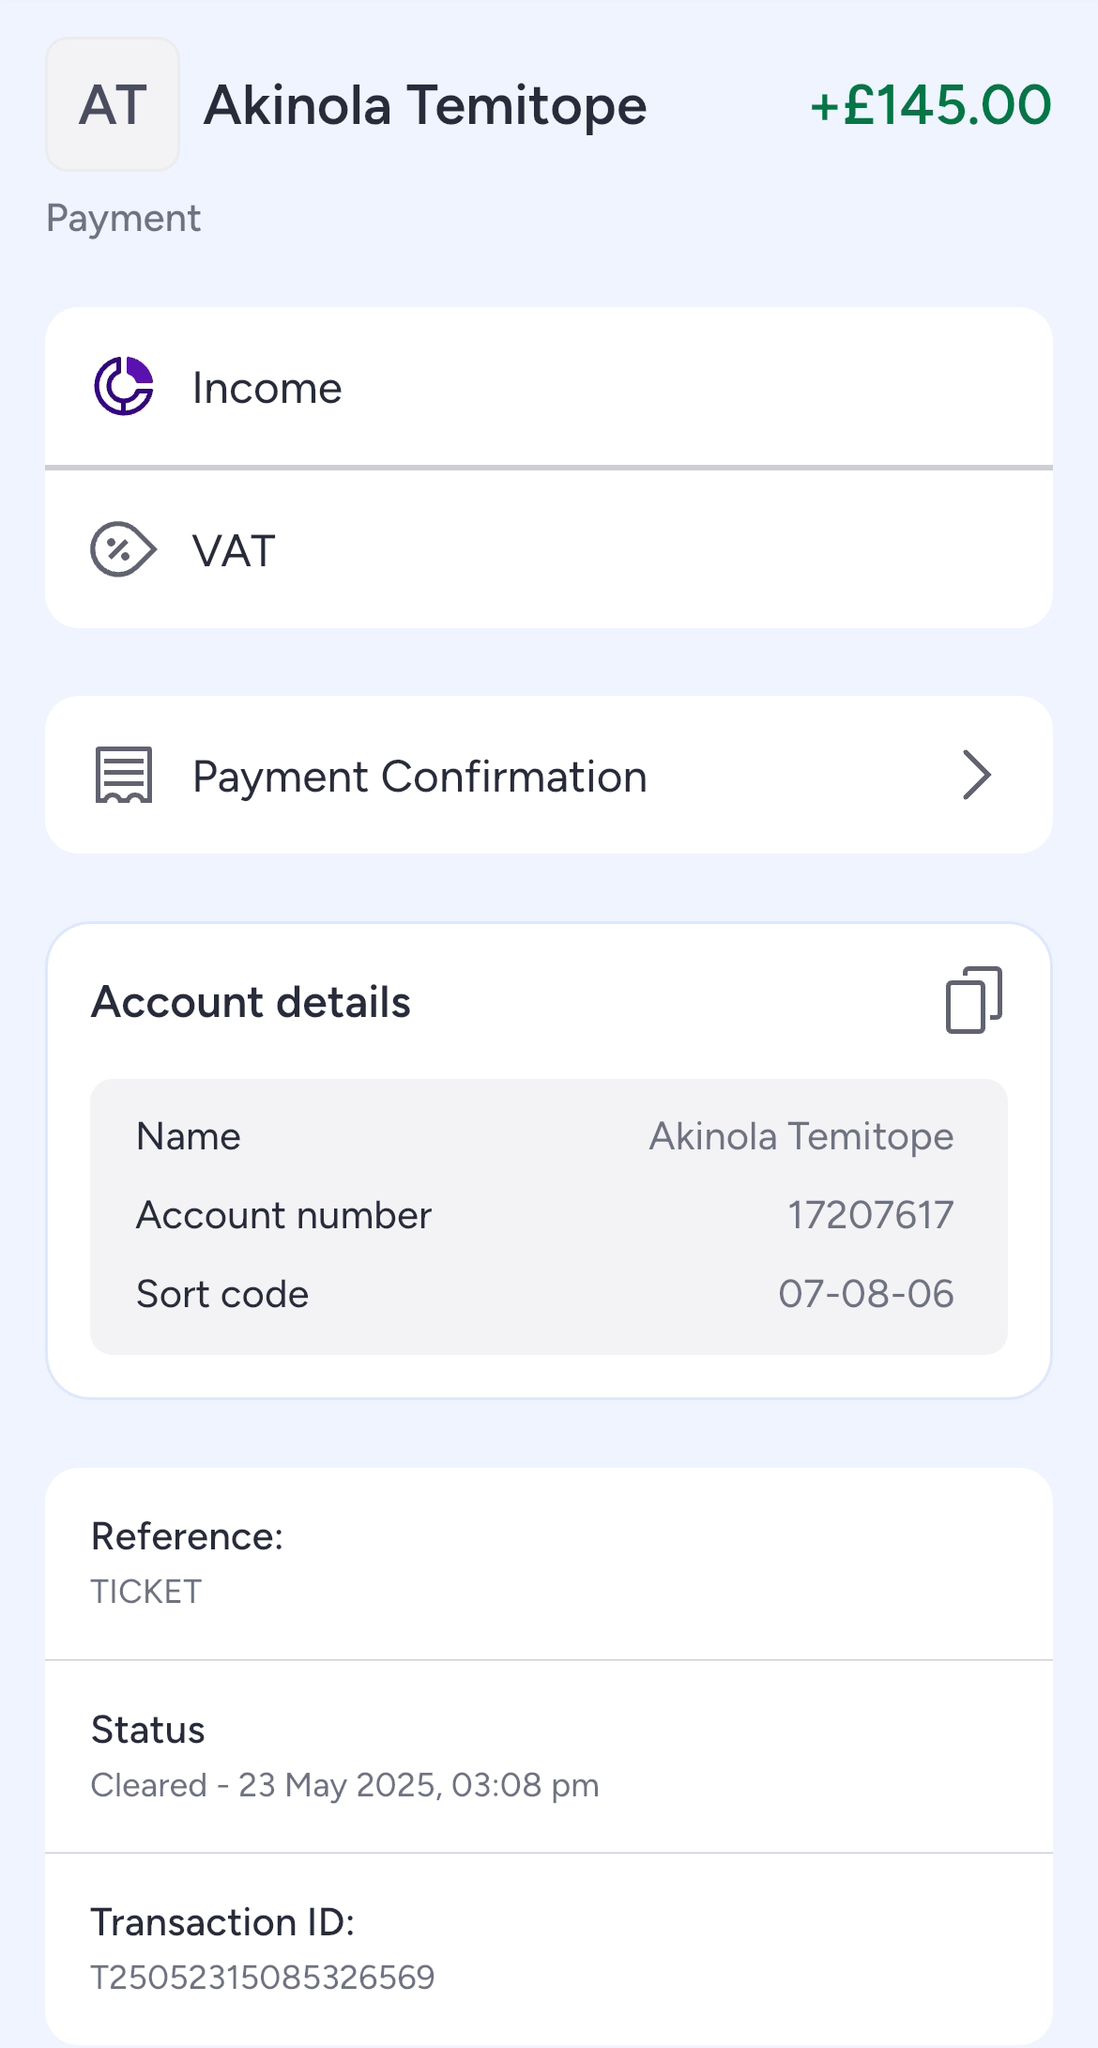 AT Akinola Temitope +£145.00
Payment
Income
VAT
Payment Confirmation
Account details
Name Akinola Temitope
Account number 17207617
Sort code 07-08-06
Reference:
TICKET
Status
Cleared - 23 May 2025, 03:08 pm
Transaction ID:
T25052315085326569